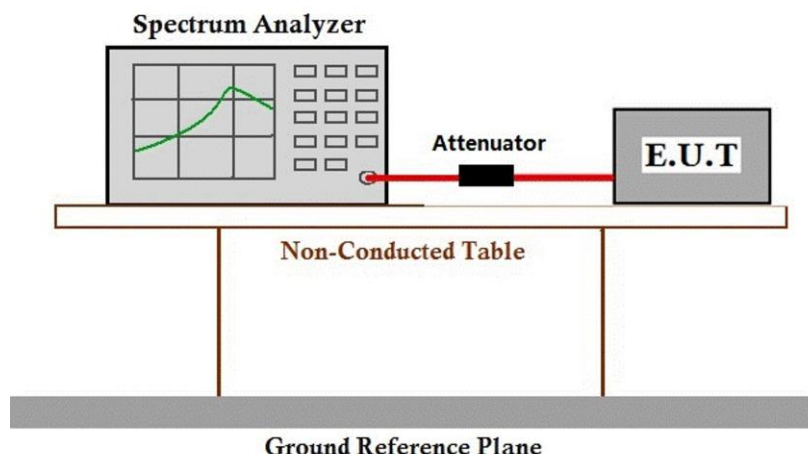 Spectrum Analyzer
Attenuator
E.U.T
Non-Conducted Table
Ground Reference Plane